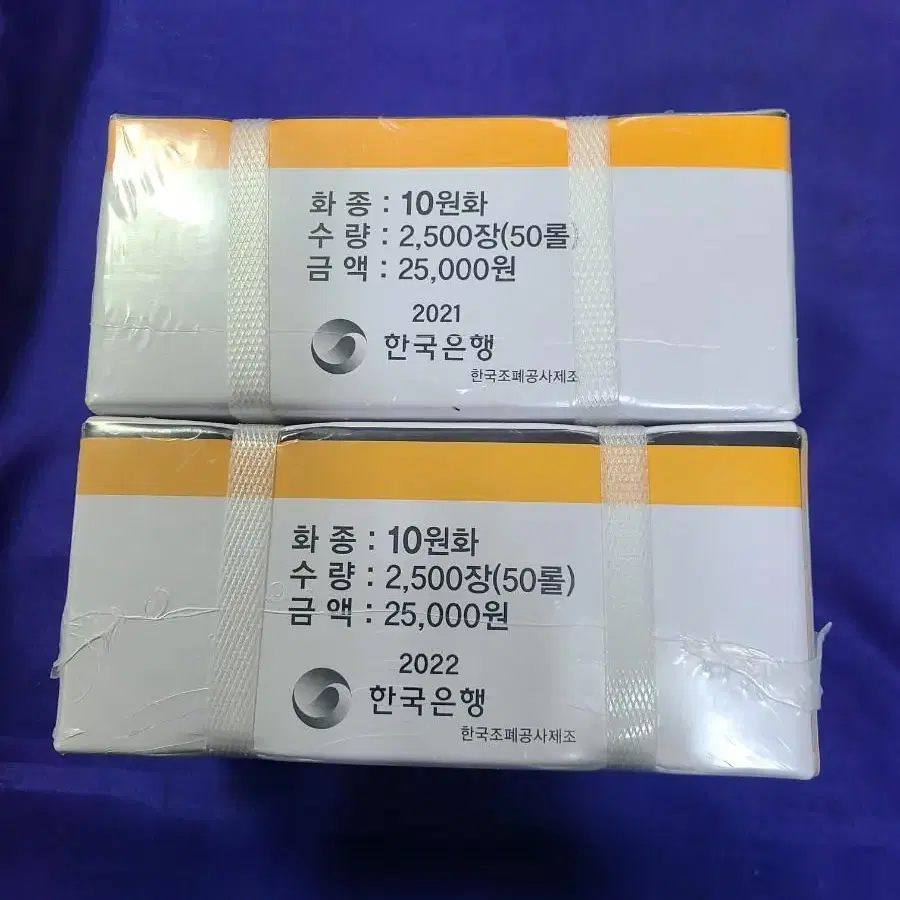 화 종 : 10원화
수 량 : 2,500장(50롤)
금 액 : 25,000원
2021
한국은행
한국조폐공사제조
화 종 : 10원화
수 량 : 2,500장(50롤)
금 액 : 25,000원
2022
한국은행
한국조폐공사제조